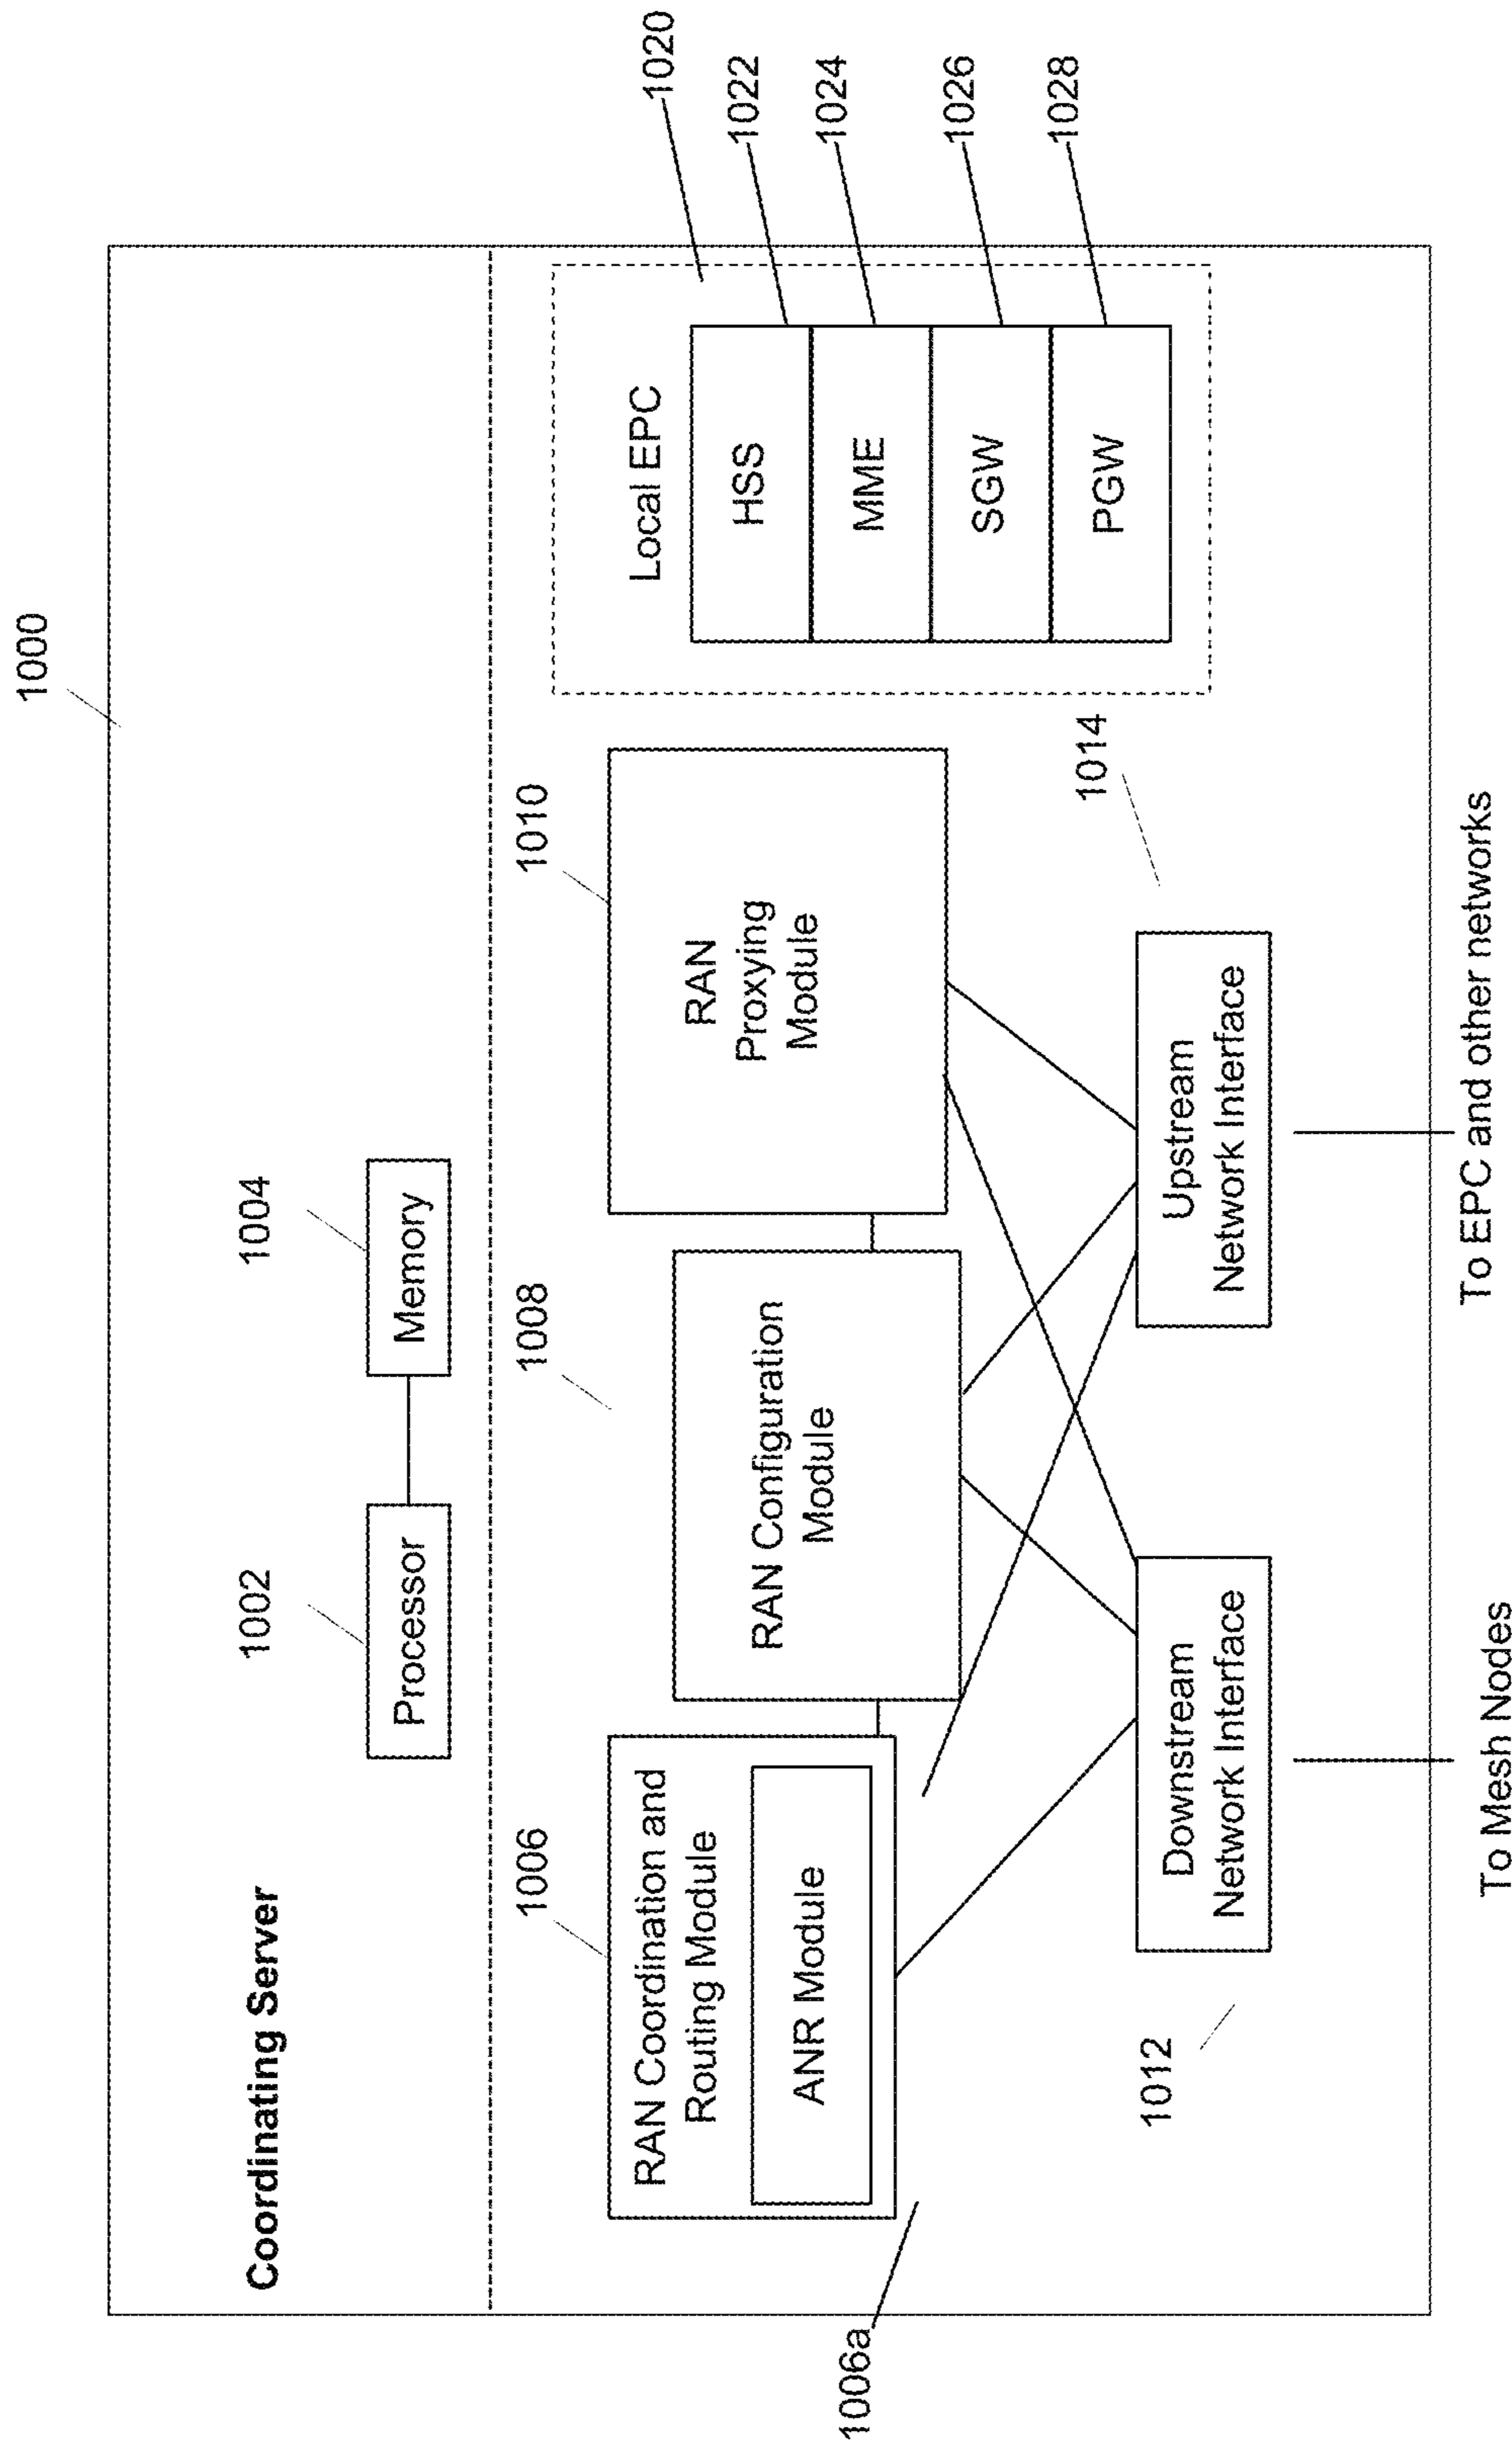 1000
Coordinating Server
1002
Processor
1004
Memory
1006
RAN Coordination and
Routing Module
ANR Module
1006a
1008
RAN Configuration
Module
1010
RAN
Proxying
Module
Local EPC
HSS
MME
SGW
PGW
1020
1022
1024
1026
1028
1012
Downstream
Network Interface
1014
Upstream
Network Interface
To Mesh Nodes
To EPC and other networks